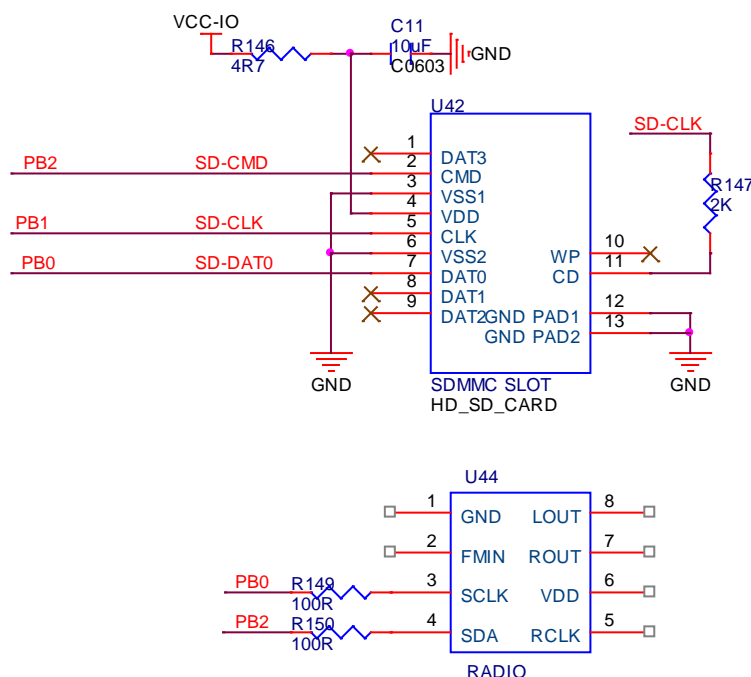 VCC-IO
R146
4R7
C11
10uF
C0603
GND
U42
SD-CLK
R147
2K
1 DAT3
PB2 SD-CMD 2 CMD
3 VSS1
4 VDD
PB1 SD-CLK 5 CLK
6 VSS2
PB0 SD-DAT0 7 DAT0
8 DAT1
9 DAT2
WP 10
CD 11
GND PAD1 12
GND PAD2 13
GND
GND
SDMMC SLOT
HD_SD_CARD
U44
1 GND LOUT 8
2 FMIN ROUT 7
PB0 R149 3 SCLK VDD 6
100R
PB2 R150 4 SDA RCLK 5
100R
RADIO